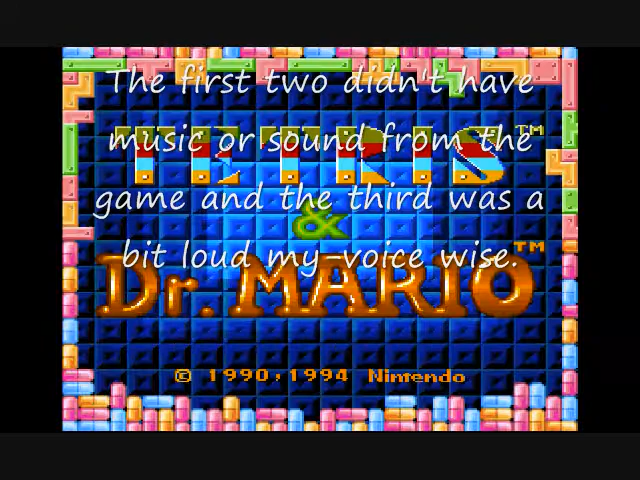 The first two didn't have
TETRIS™
music or sound from the
game and the third was a
&
bit loud my-voice wise.
Dr. MARIO™
© 1990,1994 Nintendo